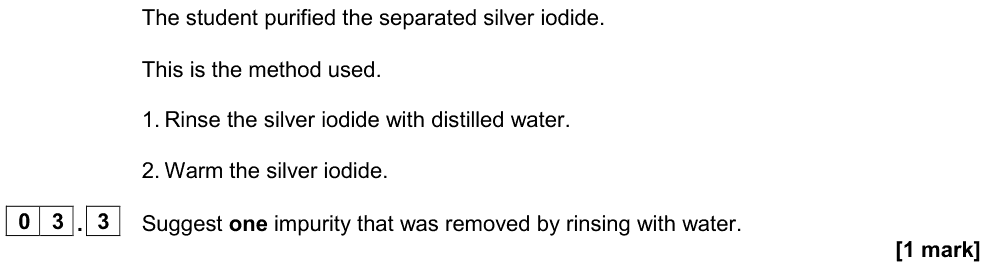 The student purified the separated silver iodide.
This is the method used.
1. Rinse the silver iodide with distilled water.
2. Warm the silver iodide.
0 3 . 3 Suggest one impurity that was removed by rinsing with water.
[1 mark]